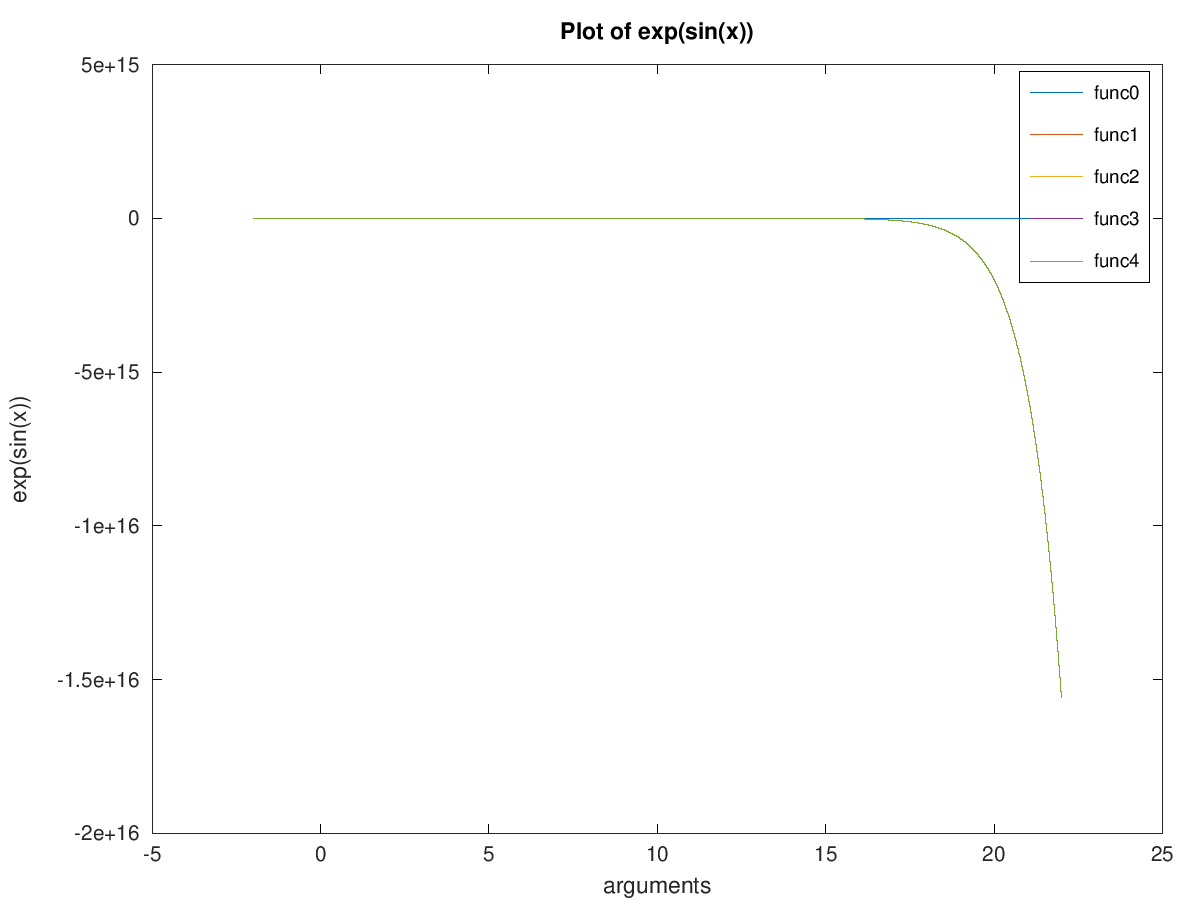 Plot of exp(sin(x))
5e+15
0
-5e+15
-1e+16
-1.5e+16
-2e+16
exp(sin(x))
func0
func1
func2
func3
func4
-5 0 5 10 15 20 25
arguments